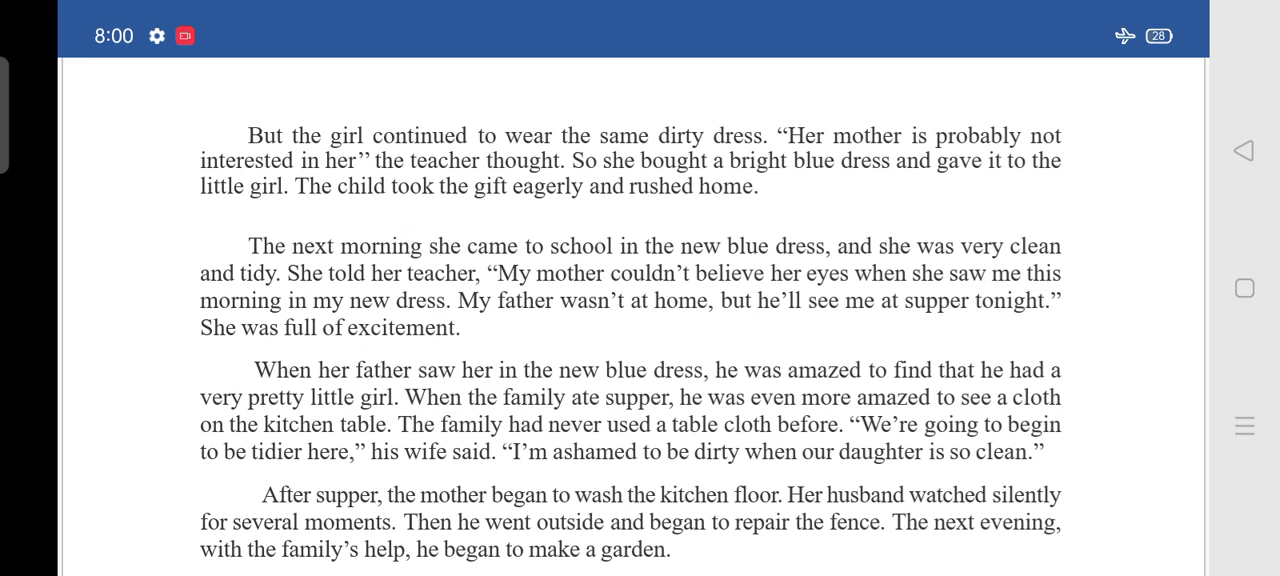 8:00
28
But the girl continued to wear the same dirty dress. “Her mother is probably not
interested in her’’ the teacher thought. So she bought a bright blue dress and gave it to the
little girl. The child took the gift eagerly and rushed home.
The next morning she came to school in the new blue dress, and she was very clean
and tidy. She told her teacher, “My mother couldn’t believe her eyes when she saw me this
morning in my new dress. My father wasn’t at home, but he’ll see me at supper tonight.”
She was full of excitement.
When her father saw her in the new blue dress, he was amazed to find that he had a
very pretty little girl. When the family ate supper, he was even more amazed to see a cloth
on the kitchen table. The family had never used a table cloth before. “We’re going to begin
to be tidier here,” his wife said. “I’m ashamed to be dirty when our daughter is so clean.”
After supper, the mother began to wash the kitchen floor. Her husband watched silently
for several moments. Then he went outside and began to repair the fence. The next evening,
with the family’s help, he began to make a garden.